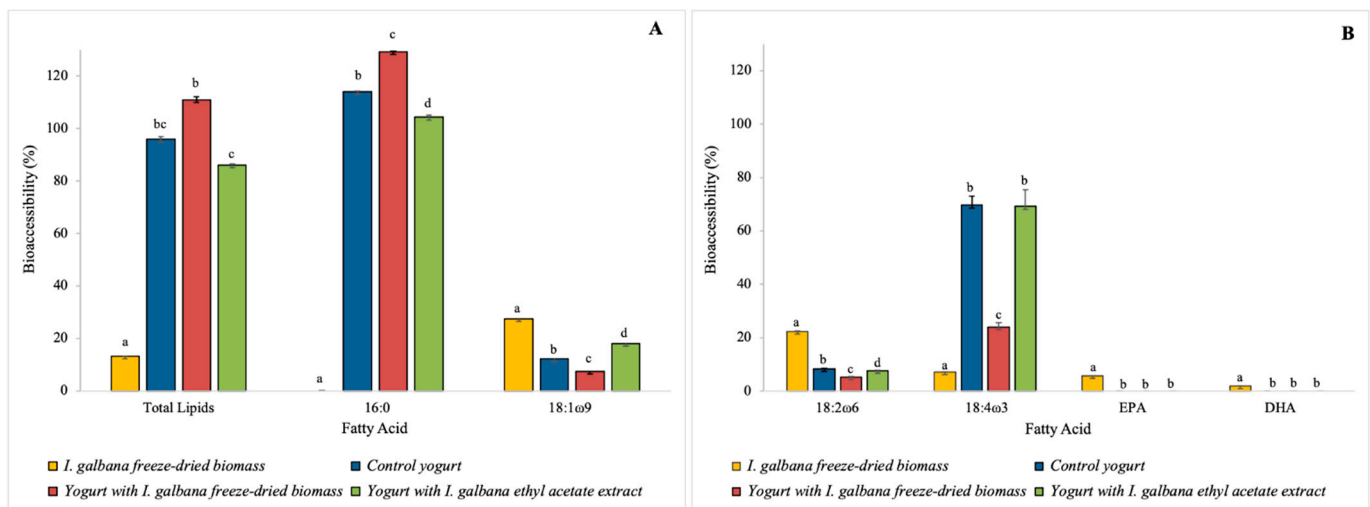 A
Bioaccessibility (%)
120
100
80
60
40
20
0
a
bc
b
c
a
b
c
d
a
b
c
d
Total Lipids
16:0
18:1ω9
Fatty Acid
I. galbana freeze-dried biomass
Control yogurt
Yogurt with I. galbana freeze-dried biomass
Yogurt with I. galbana ethyl acetate extract
B
Bioaccessibility (%)
120
100
80
60
40
20
0
a
b
c
d
a
b
c
b
a
b
b
b
a
b
b
b
18:2ω6
18:4ω3
EPA
DHA
Fatty Acid
I. galbana freeze-dried biomass
Control yogurt
Yogurt with I. galbana freeze-dried biomass
Yogurt with I. galbana ethyl acetate extract